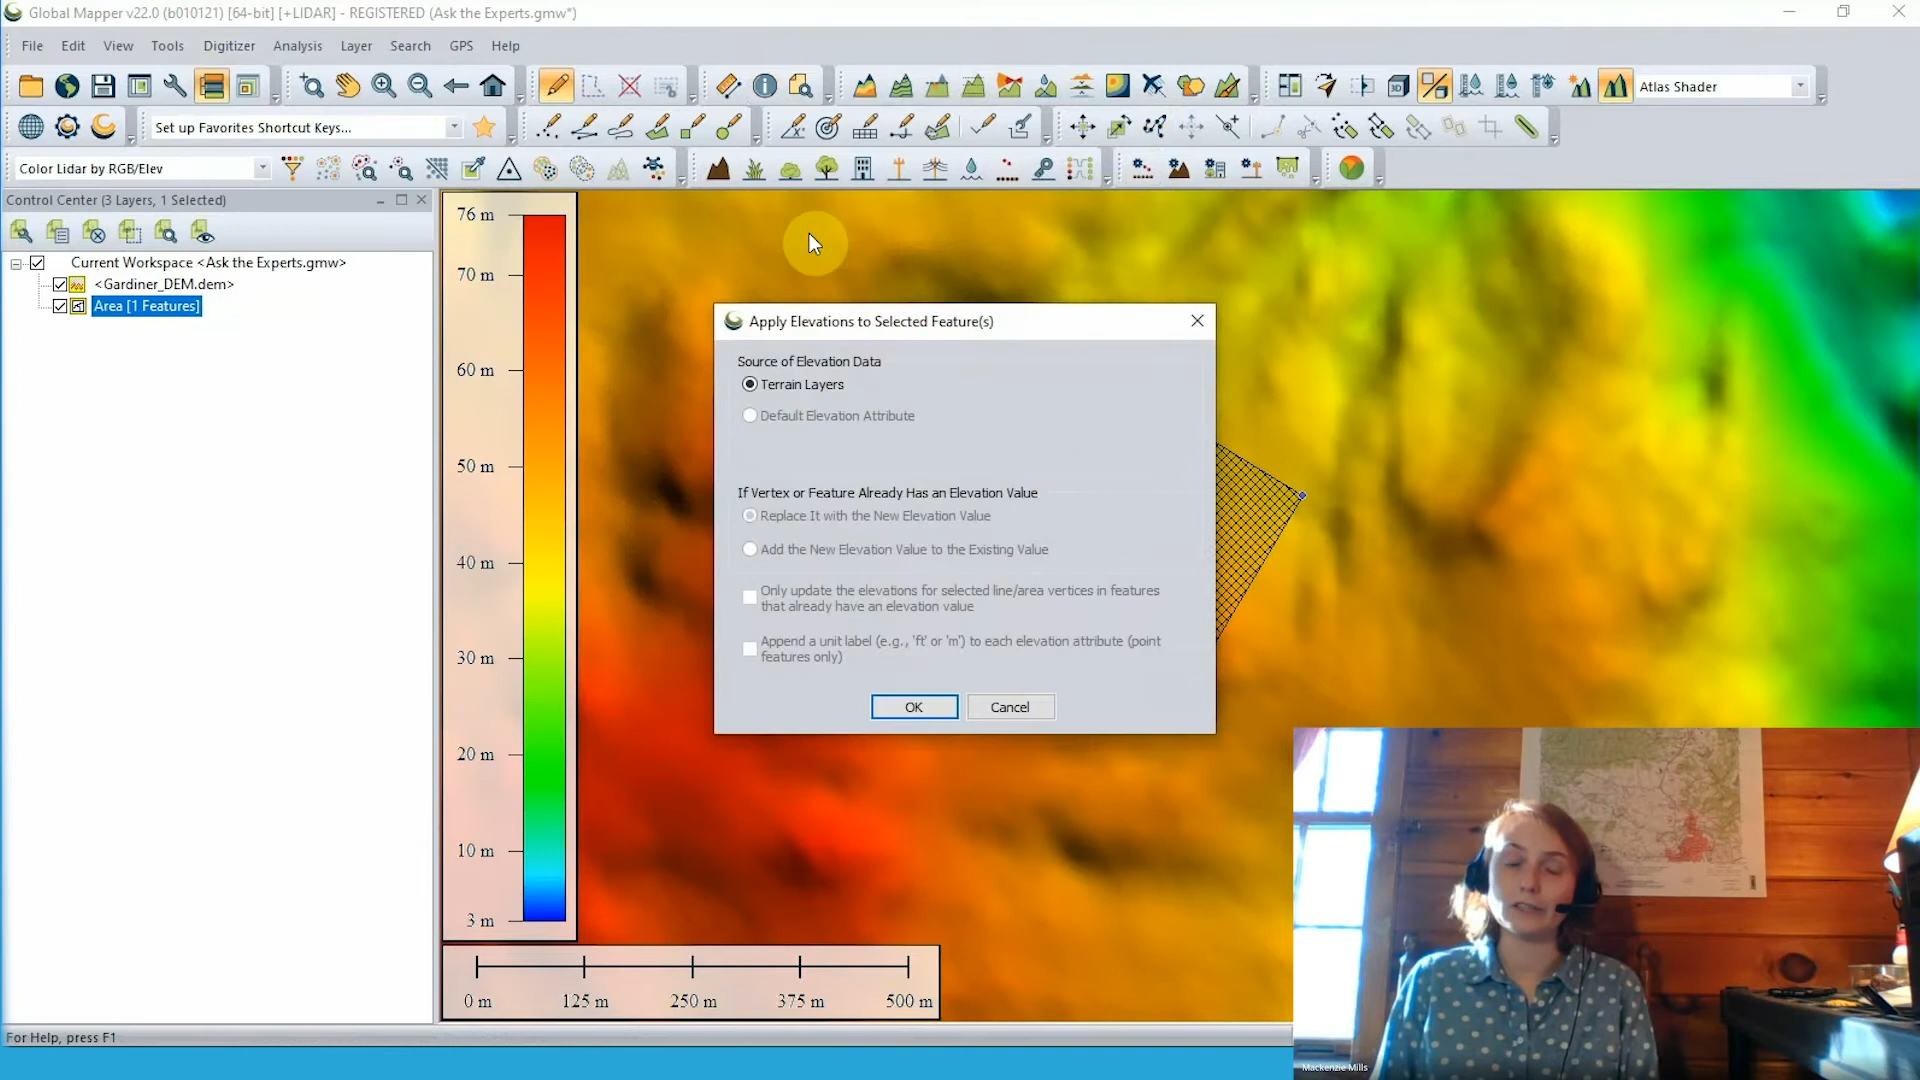 Global Mapper v22.0 (b010121) [64-bit] [+LIDAR] - REGISTERED (Ask the Experts.gmw*)
File Edit View Tools Digitizer Analysis Layer Search GPS Help
Atlas Shader
Set up Favorites Shortcut Keys...
Color Lidar by RGB/Elev
Control Center (3 Layers, 1 Selected)
Current Workspace <Ask the Experts.gmw>
<Gardiner_DEM.dem>
Area [1 Features]
76 m
70 m
60 m
50 m
40 m
30 m
20 m
10 m
3 m
0 m 125 m 250 m 375 m 500 m
Apply Elevations to Selected Feature(s)
Source of Elevation Data
Terrain Layers
Default Elevation Attribute
If Vertex or Feature Already Has an Elevation Value
Replace It with the New Elevation Value
Add the New Elevation Value to the Existing Value
Only update the elevations for selected line/area vertices in features
that already have an elevation value
Append a unit label (e.g., 'ft' or 'm') to each elevation attribute (point
features only)
OK Cancel
For Help, press F1
Mackenzie Mills